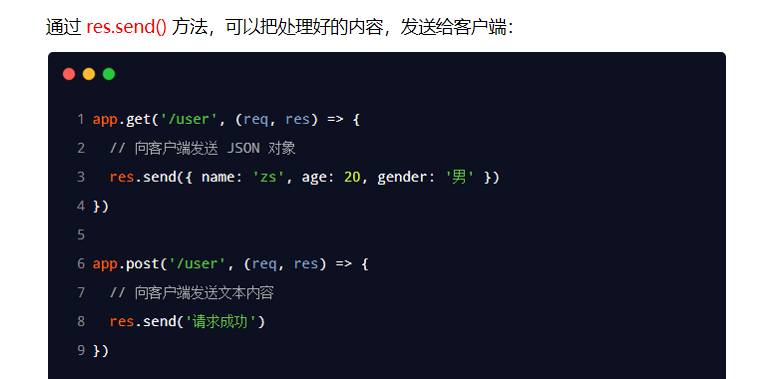 通过 res.send() 方法，可以把处理好的内容，发送给客户端：
1 app.get('/user', (req, res) => {
2   // 向客户端发送 JSON 对象
3   res.send({ name: 'zs', age: 20, gender: '男' })
4 })
5
6 app.post('/user', (req, res) => {
7   // 向客户端发送文本内容
8   res.send('请求成功')
9 })